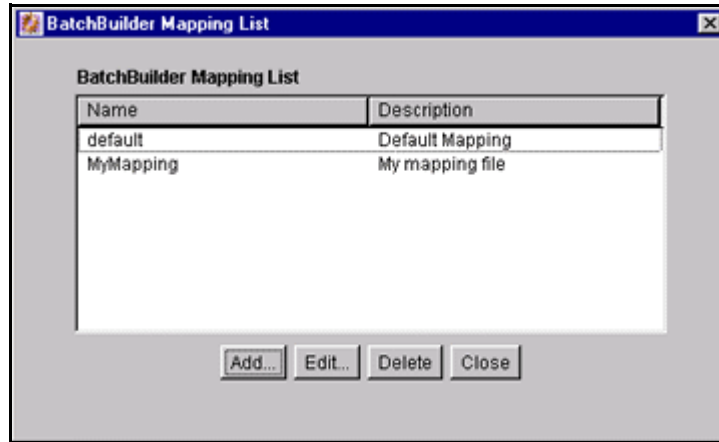 BatchBuilder Mapping List
BatchBuilder Mapping List
Name Description
default Default Mapping
MyMapping My mapping file
Add... Edit... Delete Close